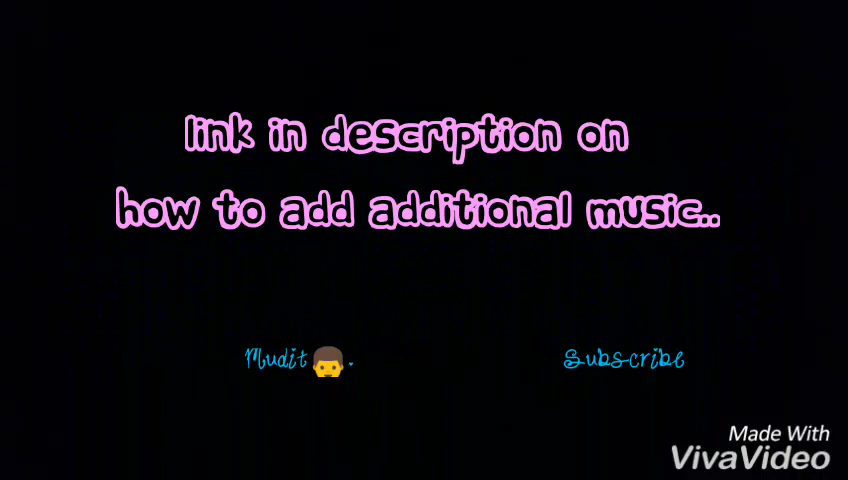 link in description on
how to add additional music..
Mudit👨. Subscribe
Made With
VivaVideo